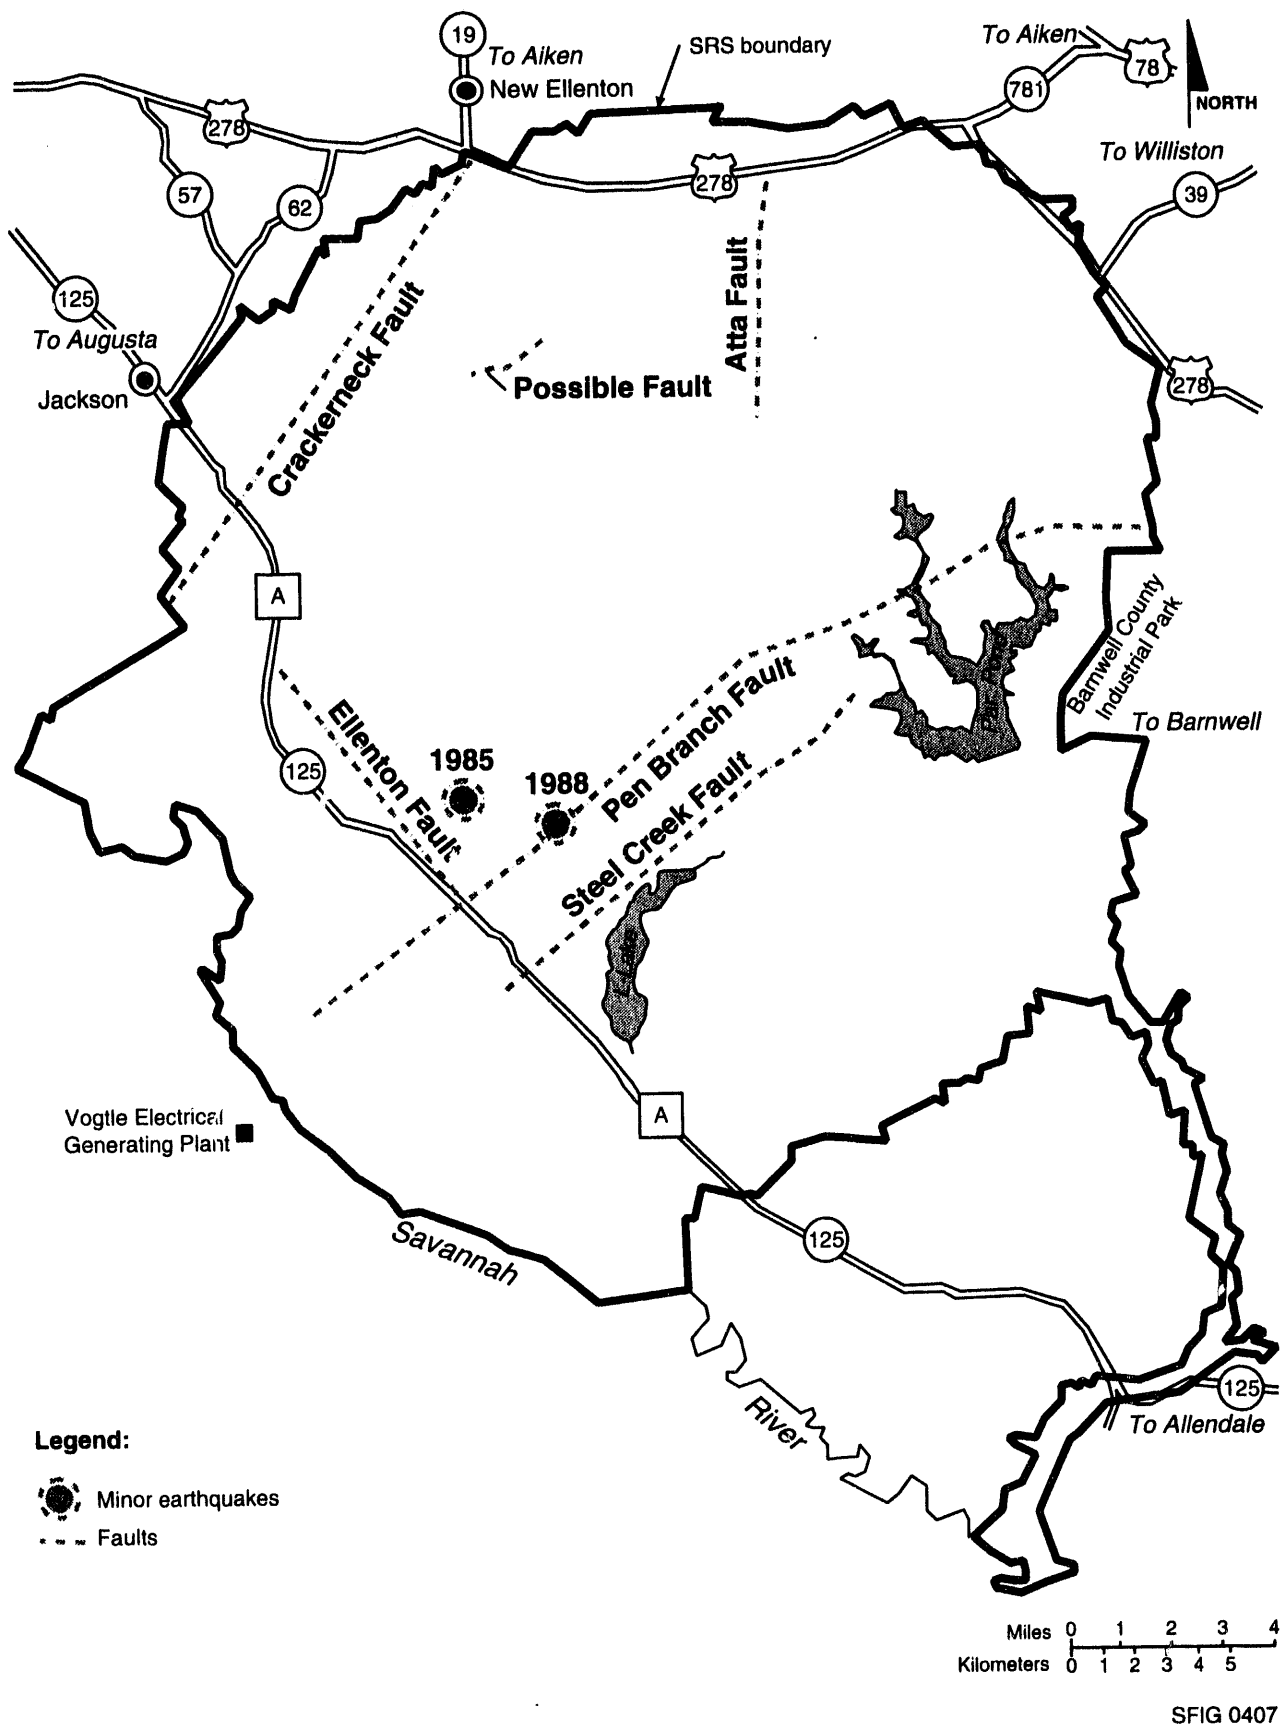 19
To Aiken
New Ellenton
SRS boundary
To Aiken
78
781
NORTH
278
278
To Williston
39
57
62
125
To Augusta
Jackson
Crackerneck Fault
Possible Fault
Atta Fault
278
A
Barnwell County
Industrial Park
To Barnwell
Par Pond
125
Ellenton Fault
1985
1988
Pen Branch Fault
Steel Creek Fault
L Lake
A
Vogtle Electrical
Generating Plant
Savannah
River
125
125
To Allendale
Legend:
Minor earthquakes
Faults
Miles 0 1 2 3 4
Kilometers 0 1 2 3 4 5
SFIG 0407